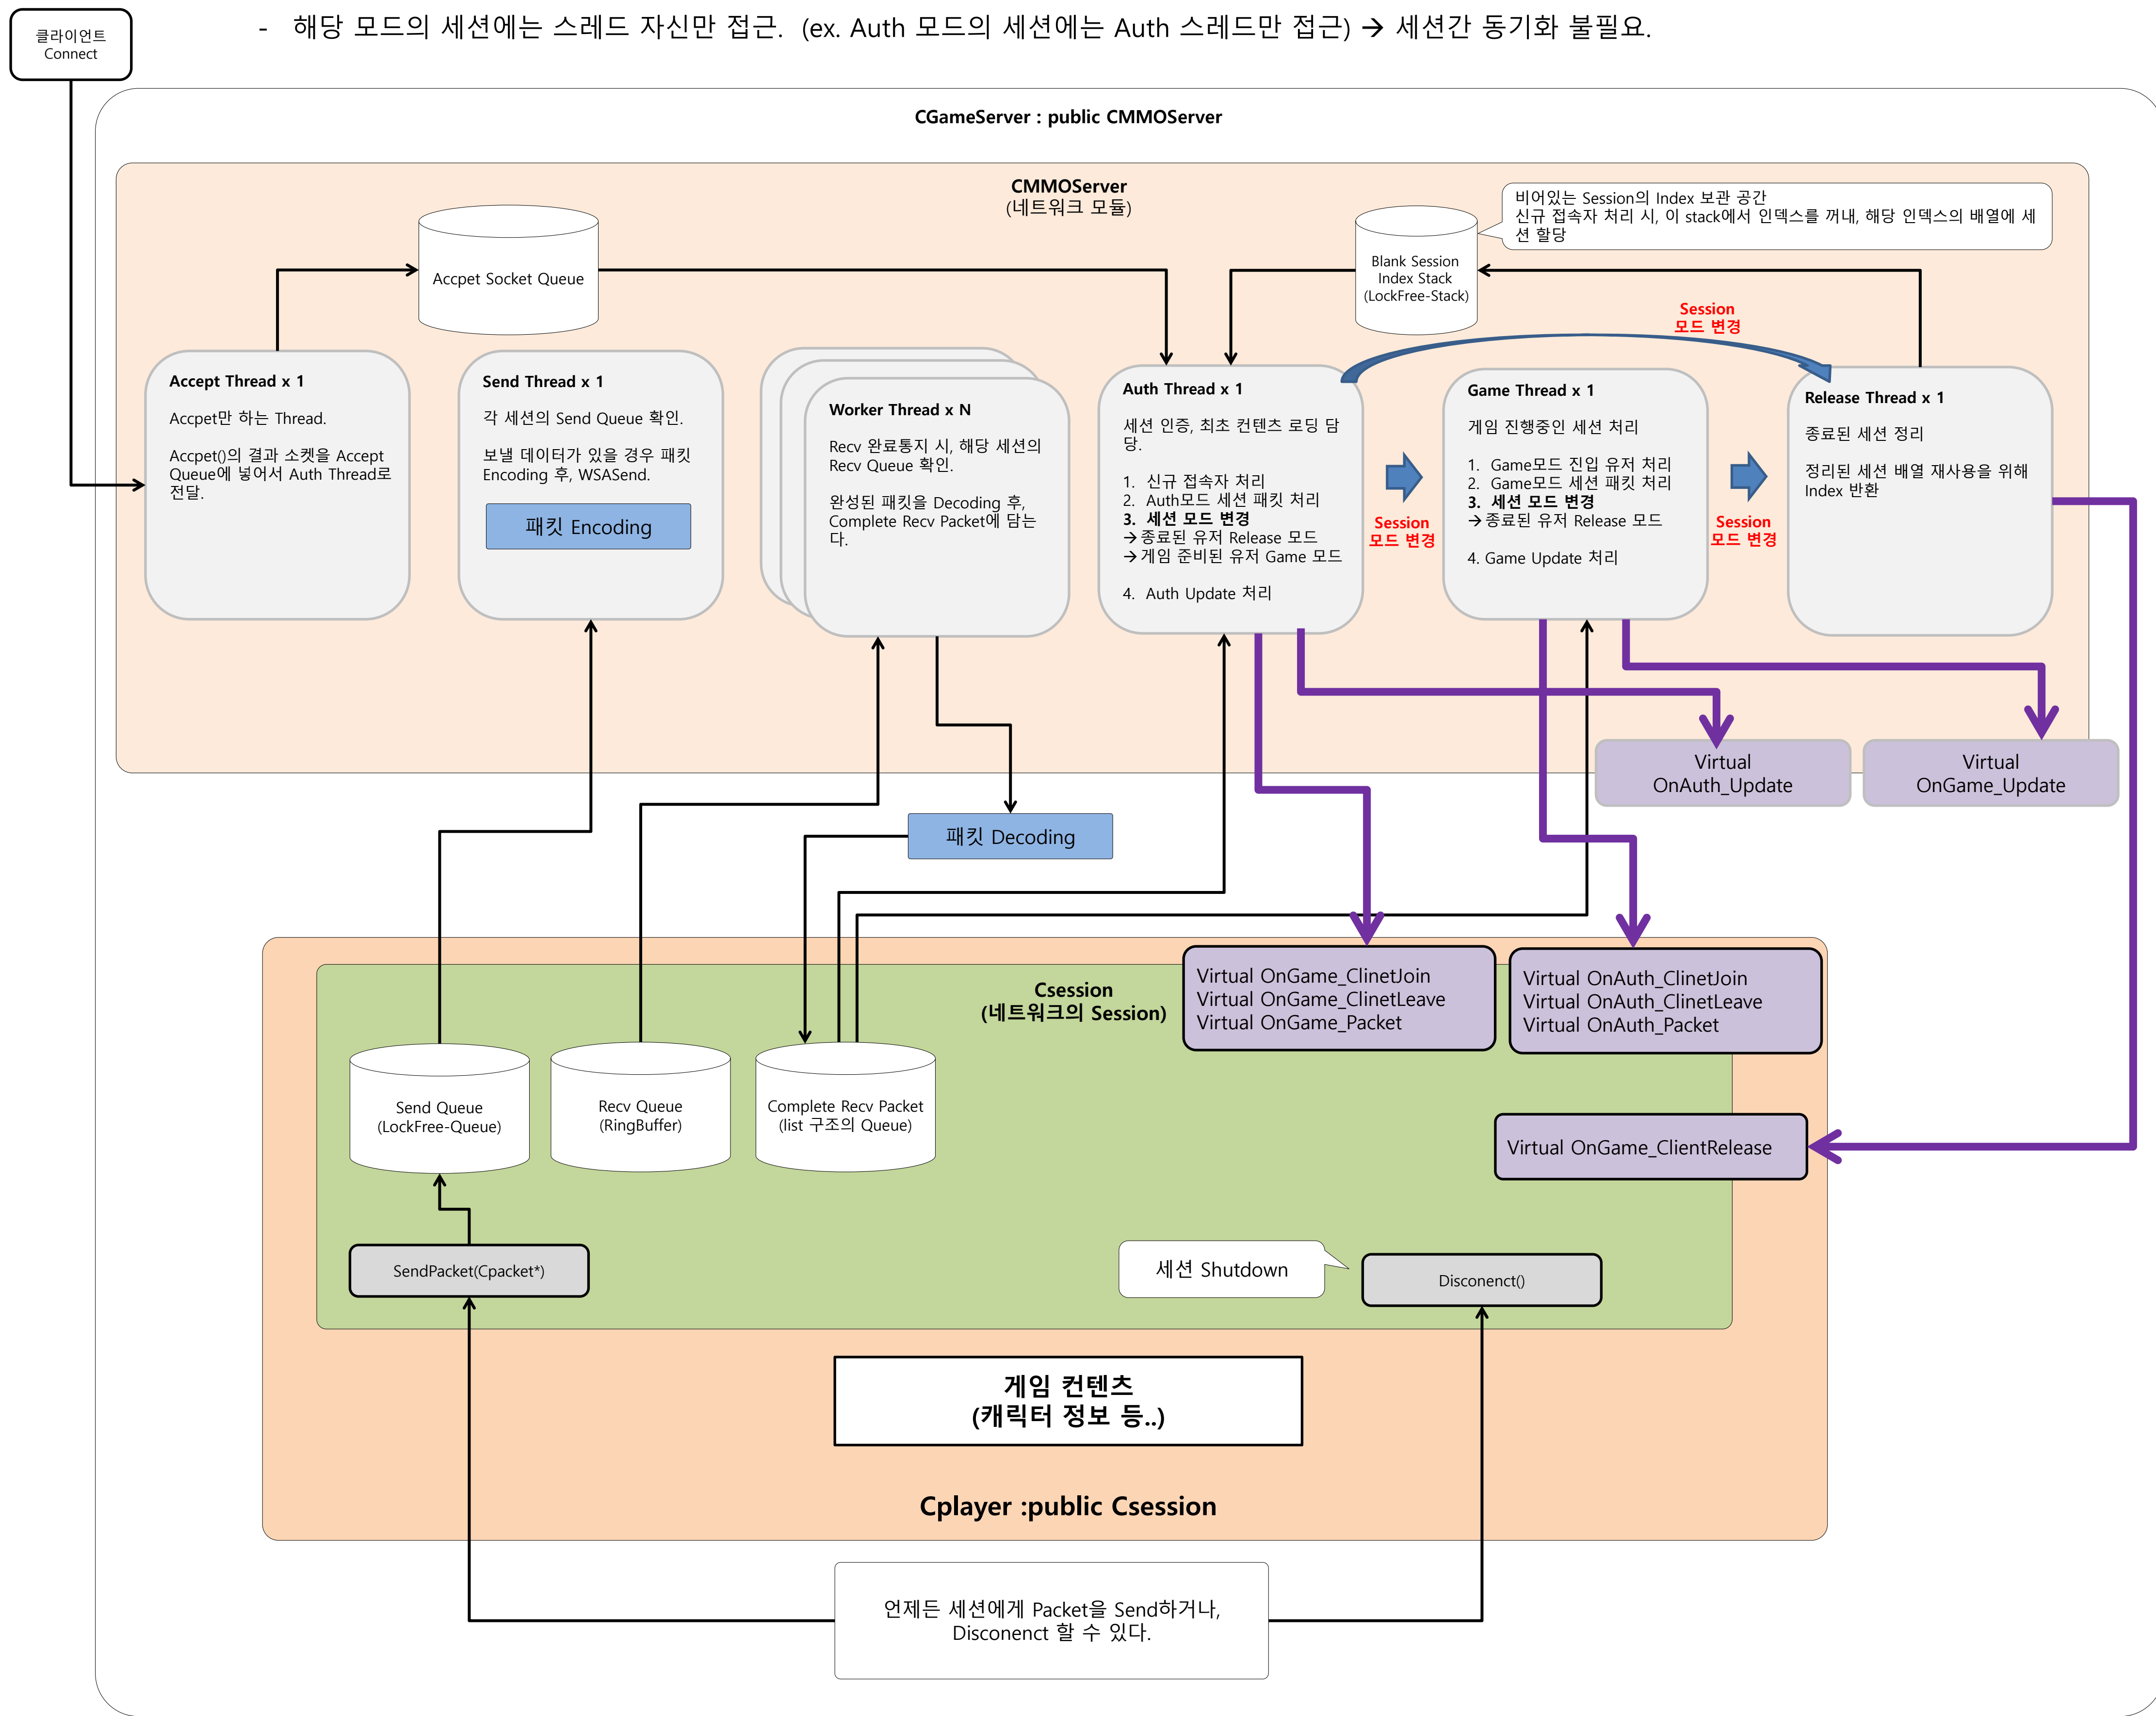 클라이언트
Connect
- 해당 모드의 세션에는 스레드 자신만 접근. (ex. Auth 모드의 세션에는 Auth 스레드만 접근) → 세션간 동기화 불필요.
CGameServer : public CMMOServer
CMMOServer
(네트워크 모듈)
비어있는 Session의 Index 보관 공간
신규 접속자 처리 시, 이 stack에서 인덱스를 꺼내, 해당 인덱스의 배열에 세
션 할당
Accpet Socket Queue
Blank Session
Index Stack
(LockFree-Stack)
Session
모드 변경
Accept Thread x 1
Accpet만 하는 Thread.
Accpet()의 결과 소켓을 Accept
Queue에 넣어서 Auth Thread로
전달.
Send Thread x 1
각 세션의 Send Queue 확인.
보낼 데이터가 있을 경우 패킷
Encoding 후, WSASend.
패킷 Encoding
Worker Thread x N
Recv 완료통지 시, 해당 세션의
Recv Queue 확인.
완성된 패킷을 Decoding 후,
Complete Recv Packet에 담는
다.
Auth Thread x 1
세션 인증, 최초 컨텐츠 로딩 담
당.
1. 신규 접속자 처리
2. Auth모드 세션 패킷 처리
3. 세션 모드 변경
→종료된 유저 Release 모드
→게임 준비된 유저 Game 모드
4. Auth Update 처리
Session
모드 변경
Game Thread x 1
게임 진행중인 세션 처리
1. Game모드 진입 유저 처리
2. Game모드 세션 패킷 처리
3. 세션 모드 변경
→종료된 유저 Release 모드
4. Game Update 처리
Session
모드 변경
Release Thread x 1
종료된 세션 정리
정리된 세션 배열 재사용을 위해
Index 반환
Virtual
OnAuth_Update
Virtual
OnGame_Update
패킷 Decoding
Csession
(네트워크의 Session)
Virtual OnGame_ClinetJoin
Virtual OnGame_ClinetLeave
Virtual OnGame_Packet
Virtual OnAuth_ClinetJoin
Virtual OnAuth_ClinetLeave
Virtual OnAuth_Packet
Send Queue
(LockFree-Queue)
Recv Queue
(RingBuffer)
Complete Recv Packet
(list 구조의 Queue)
Virtual OnGame_ClientRelease
SendPacket(Cpacket*)
세션 Shutdown
Disconenct()
게임 컨텐츠
(캐릭터 정보 등..)
Cplayer :public Csession
언제든 세션에게 Packet을 Send하거나,
Disconenct 할 수 있다.